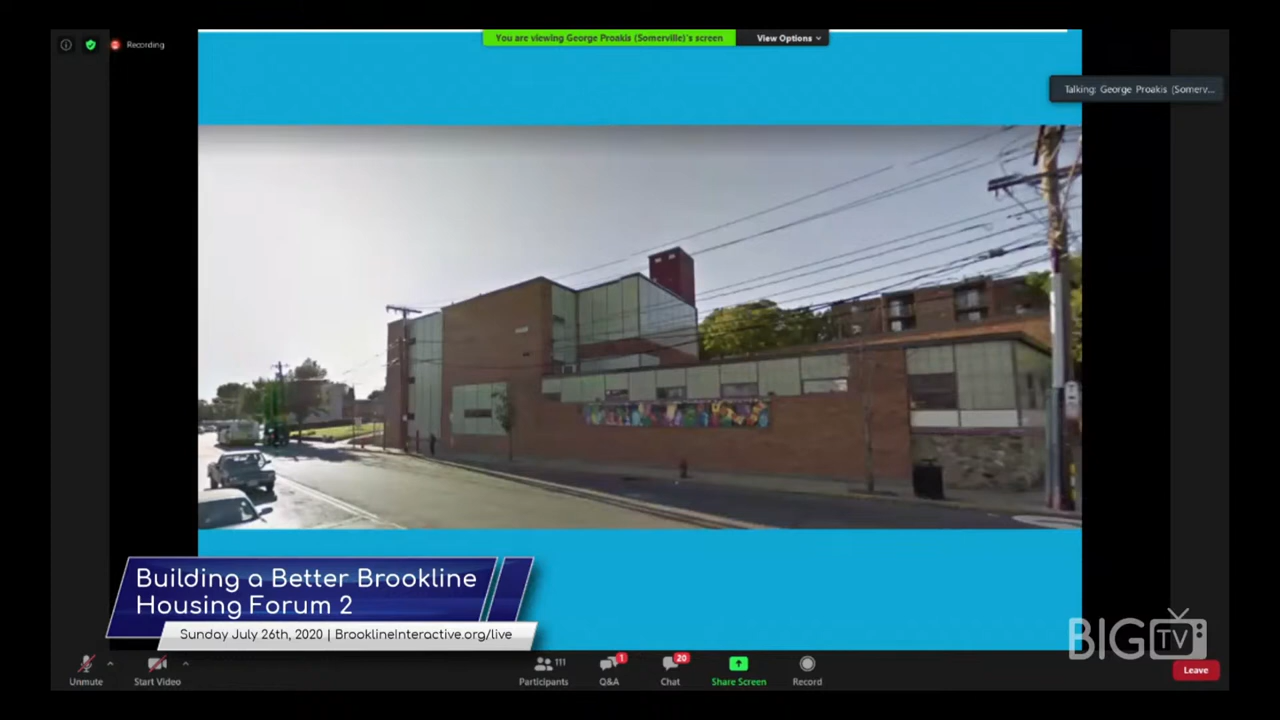 Recording
You are viewing George Proakis (Somerville)'s screen
View Options
Talking: George Proakis (Somerv...
Building a Better Brookline
Housing Forum 2
Sunday July 26th, 2020 | BrooklineInteractive.org/live
BIG TV
Unmute
Start Video
111
Participants
1
Q&A
20
Chat
Share Screen
Record
Leave